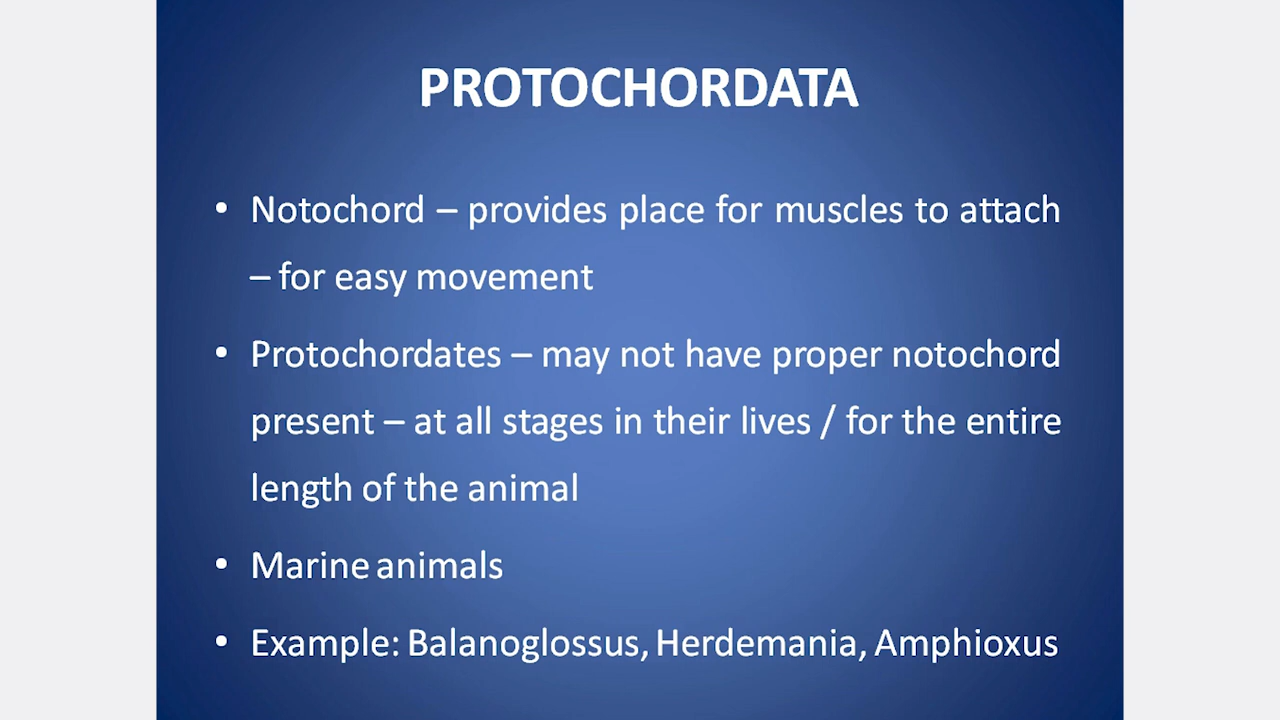 PROTOCHORDATA
• Notochord – provides place for muscles to attach
– for easy movement
• Protochordates – may not have proper notochord
present – at all stages in their lives / for the entire
length of the animal
• Marine animals
• Example: Balanoglossus, Herdemania, Amphioxus